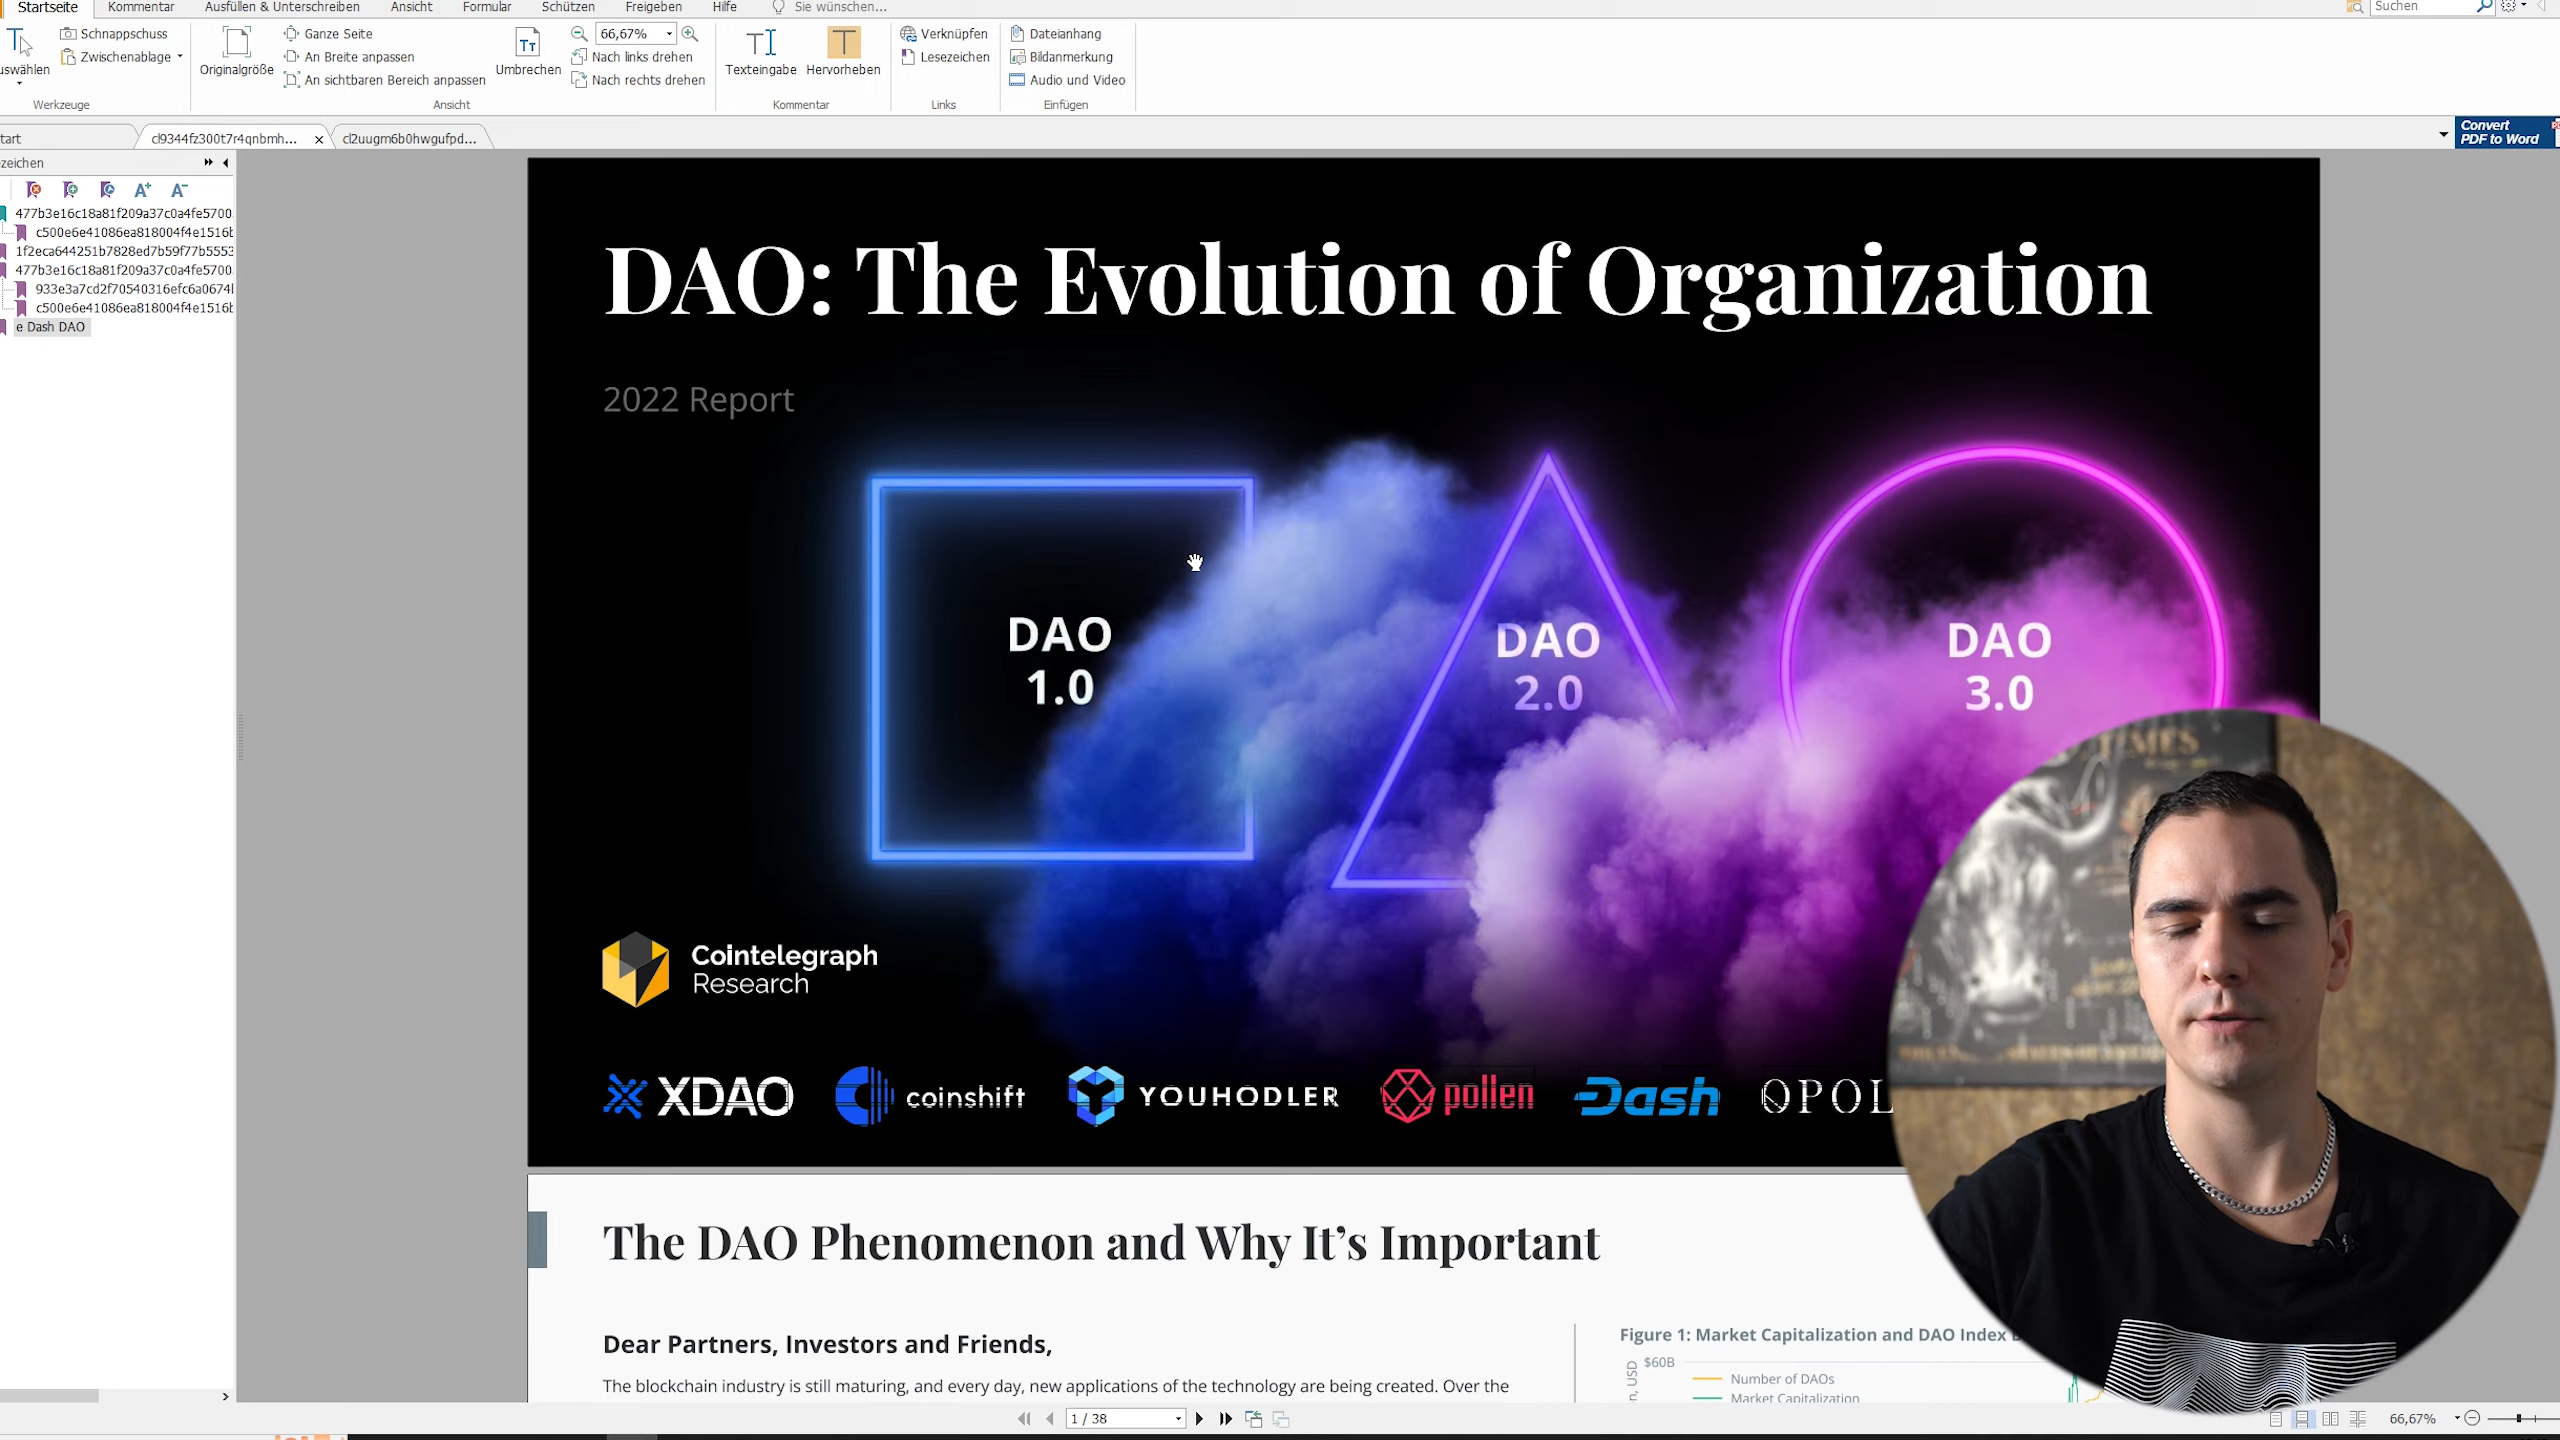 Startseite Kommentar Ausfüllen & Unterschreiben Ansicht Formular Schützen Freigeben Hilfe Sie wünschen... Suchen
Schnappschuss
Zwischenablage
Werkzeuge
Originalgröße
Ganze Seite
An Breite anpassen
An sichtbaren Bereich anpassen
Umbrechen
66,67%
Nach links drehen
Nach rechts drehen
Ansicht
Texteingabe
Hervorheben
Kommentar
Verknüpfen
Lesezeichen
Links
Dateianhang
Bildanmerkung
Audio und Video
Einfügen
cl9344fz300t7r4qnbmh... cl2uugm6b0hwgufpd...
Convert
PDF to Word
477b3e16c18a81f209a37c0a4fe5700
c500e6e41086ea818004f4e1516b
1f2eca644251b7828ed7b59f77b5553
477b3e16c18a81f209a37c0a4fe5700
933e3a7cd2f70540316efc6a0674
c500e6e41086ea818004f4e1516b
e Dash DAO
DAO: The Evolution of Organization
2022 Report
DAO
1.0
DAO
2.0
DAO
3.0
Cointelegraph
Research
XDAO coinshift YOUHODLER pollen Dash OPOL
The DAO Phenomenon and Why It’s Important
Dear Partners, Investors and Friends,
The blockchain industry is still maturing, and every day, new applications of the technology are being created. Over the
Figure 1: Market Capitalization and DAO Index
$60B
Number of DAOs
Market Capitalization
1 / 38
66,67%